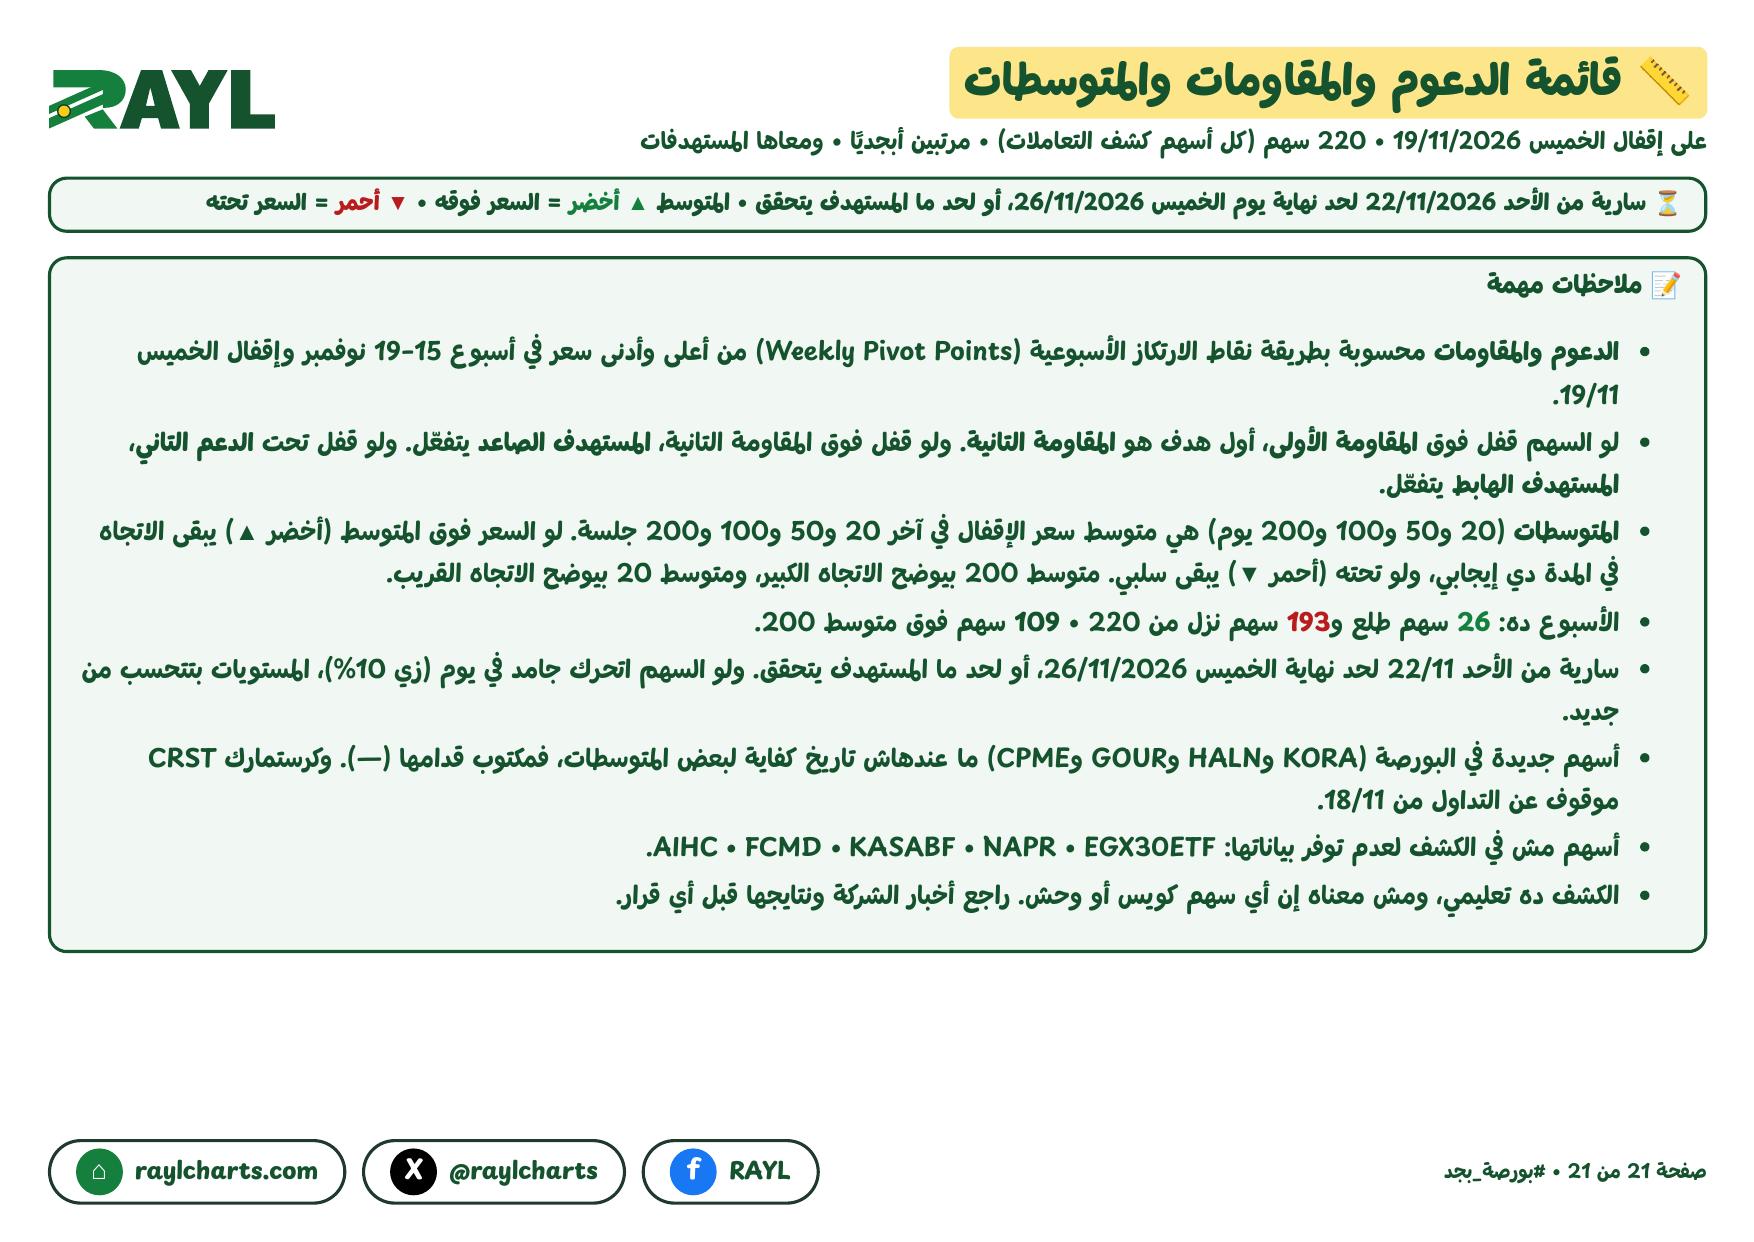 RAYL
📏 قائمة الدعوم والمقاومات والمتوسطات
على إقفال الخميس 19/11/2026 • 220 سهم (كل أسهم كشف التعاملات) • مرتبين أبجديًا • ومعاها المستهدفات
⏳ سارية من الأحد 22/11/2026 لحد نهاية يوم الخميس 26/11/2026، أو لحد ما المستهدف يتحقق • المتوسط ▲ أخضر = السعر فوقه • ▼ أحمر = السعر تحته
📝 ملاحظات مهمة
• الدعوم والمقاومات محسوبة بطريقة نقاط الارتكاز الأسبوعية (Weekly Pivot Points) من أعلى وأدنى سعر في أسبوع 15–19 نوفمبر وإقفال الخميس
19/11.
• لو السهم قفل فوق المقاومة الأولى، أول هدف هو المقاومة التانية. ولو قفل فوق المقاومة التانية، المستهدف الصاعد يتفعّل. ولو قفل تحت الدعم التاني،
المستهدف الهابط يتفعّل.
• المتوسطات (20 و50 و100 و200 يوم) هي متوسط سعر الإقفال في آخر 20 و50 و100 و200 جلسة. لو السعر فوق المتوسط (أخضر ▲) يبقى الاتجاه
في المدة دي إيجابي، ولو تحته (أحمر ▼) يبقى سلبي. متوسط 200 بيوضح الاتجاه الكبير، ومتوسط 20 بيوضح الاتجاه القريب.
• الأسبوع ده: 26 سهم طلع و193 سهم نزل من 220 • 109 سهم فوق متوسط 200.
• سارية من الأحد 22/11 لحد نهاية الخميس 26/11/2026، أو لحد ما المستهدف يتحقق. ولو السهم اتحرك جامد في يوم (زي 10%)، المستويات بتتحسب من
جديد.
• أسهم جديدة في البورصة (KORA وHALN وGOUR وCPME) ما عندهاش تاريخ كفاية لبعض المتوسطات، فمكتوب قدامها (—). وكرستمارك CRST
موقوف عن التداول من 18/11.
• أسهم مش في الكشف لعدم توفر بياناتها: AIHC • FCMD • KASABF • NAPR • EGX30ETF.
• الكشف ده تعليمي، ومش معناه إن أي سهم كويس أو وحش. راجع أخبار الشركة ونتايجها قبل أي قرار.
صفحة 21 من 21 • #بورصة_بجد
f RAYL
X @raylcharts
⌂ raylcharts.com